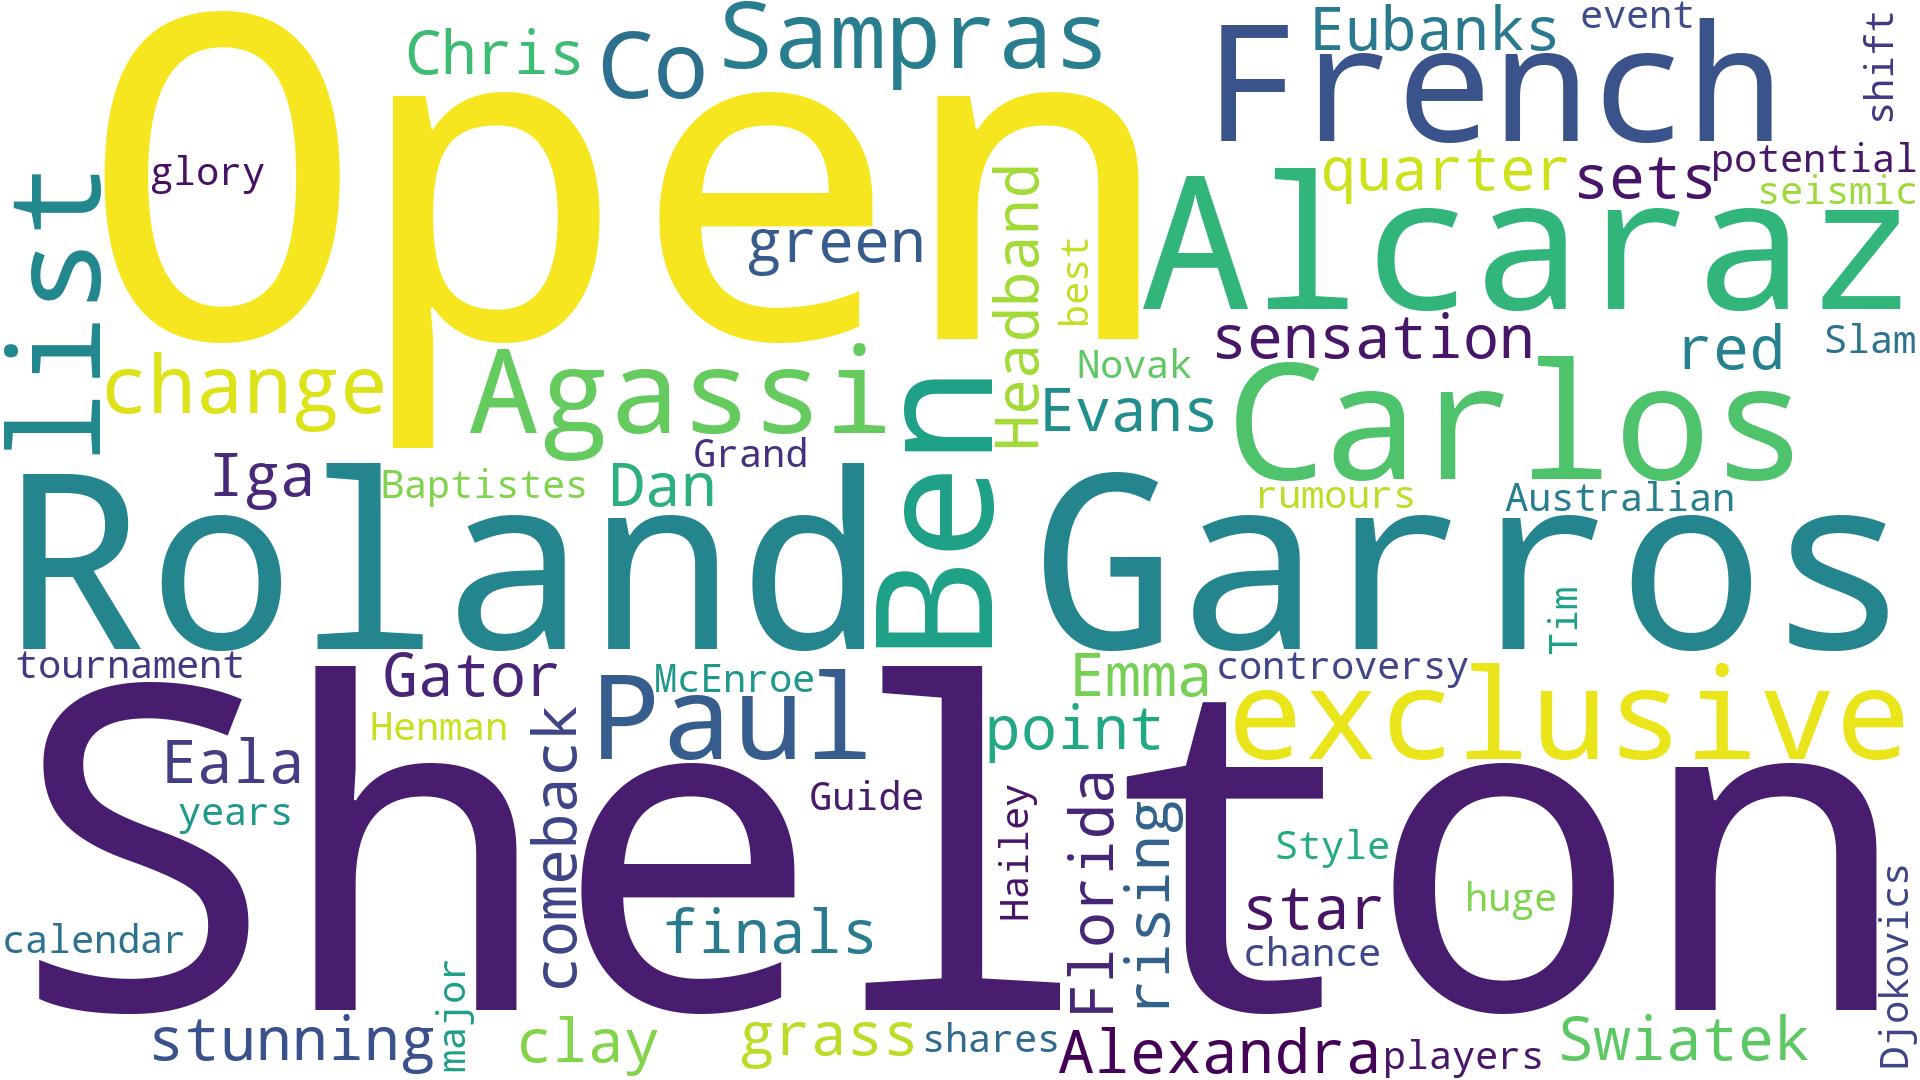 Open
Chris
Co
Sampras
French
Eubanks
event
shift
glory
list
green
Headband
best
quarter
sets
potential
seismic
Alcaraz
change
Agassi
Ben
Novak
Evans
sensation
red
Slam
Carlos
Iga
Baptistes
Grand
Dan
rumours
Australian
Roland
Garros
Tim
tournament
Gator
McEnroe
Paul
Emma
controversy
exclusive
Henman
comeback
point
Eala
years
Guide
Hailey
Florida
rising
Shelton
Style
star
huge
chance
calendar
finals
Djokovics
stunning
major
clay
grass
shares
Alexandra
players
Swiatek